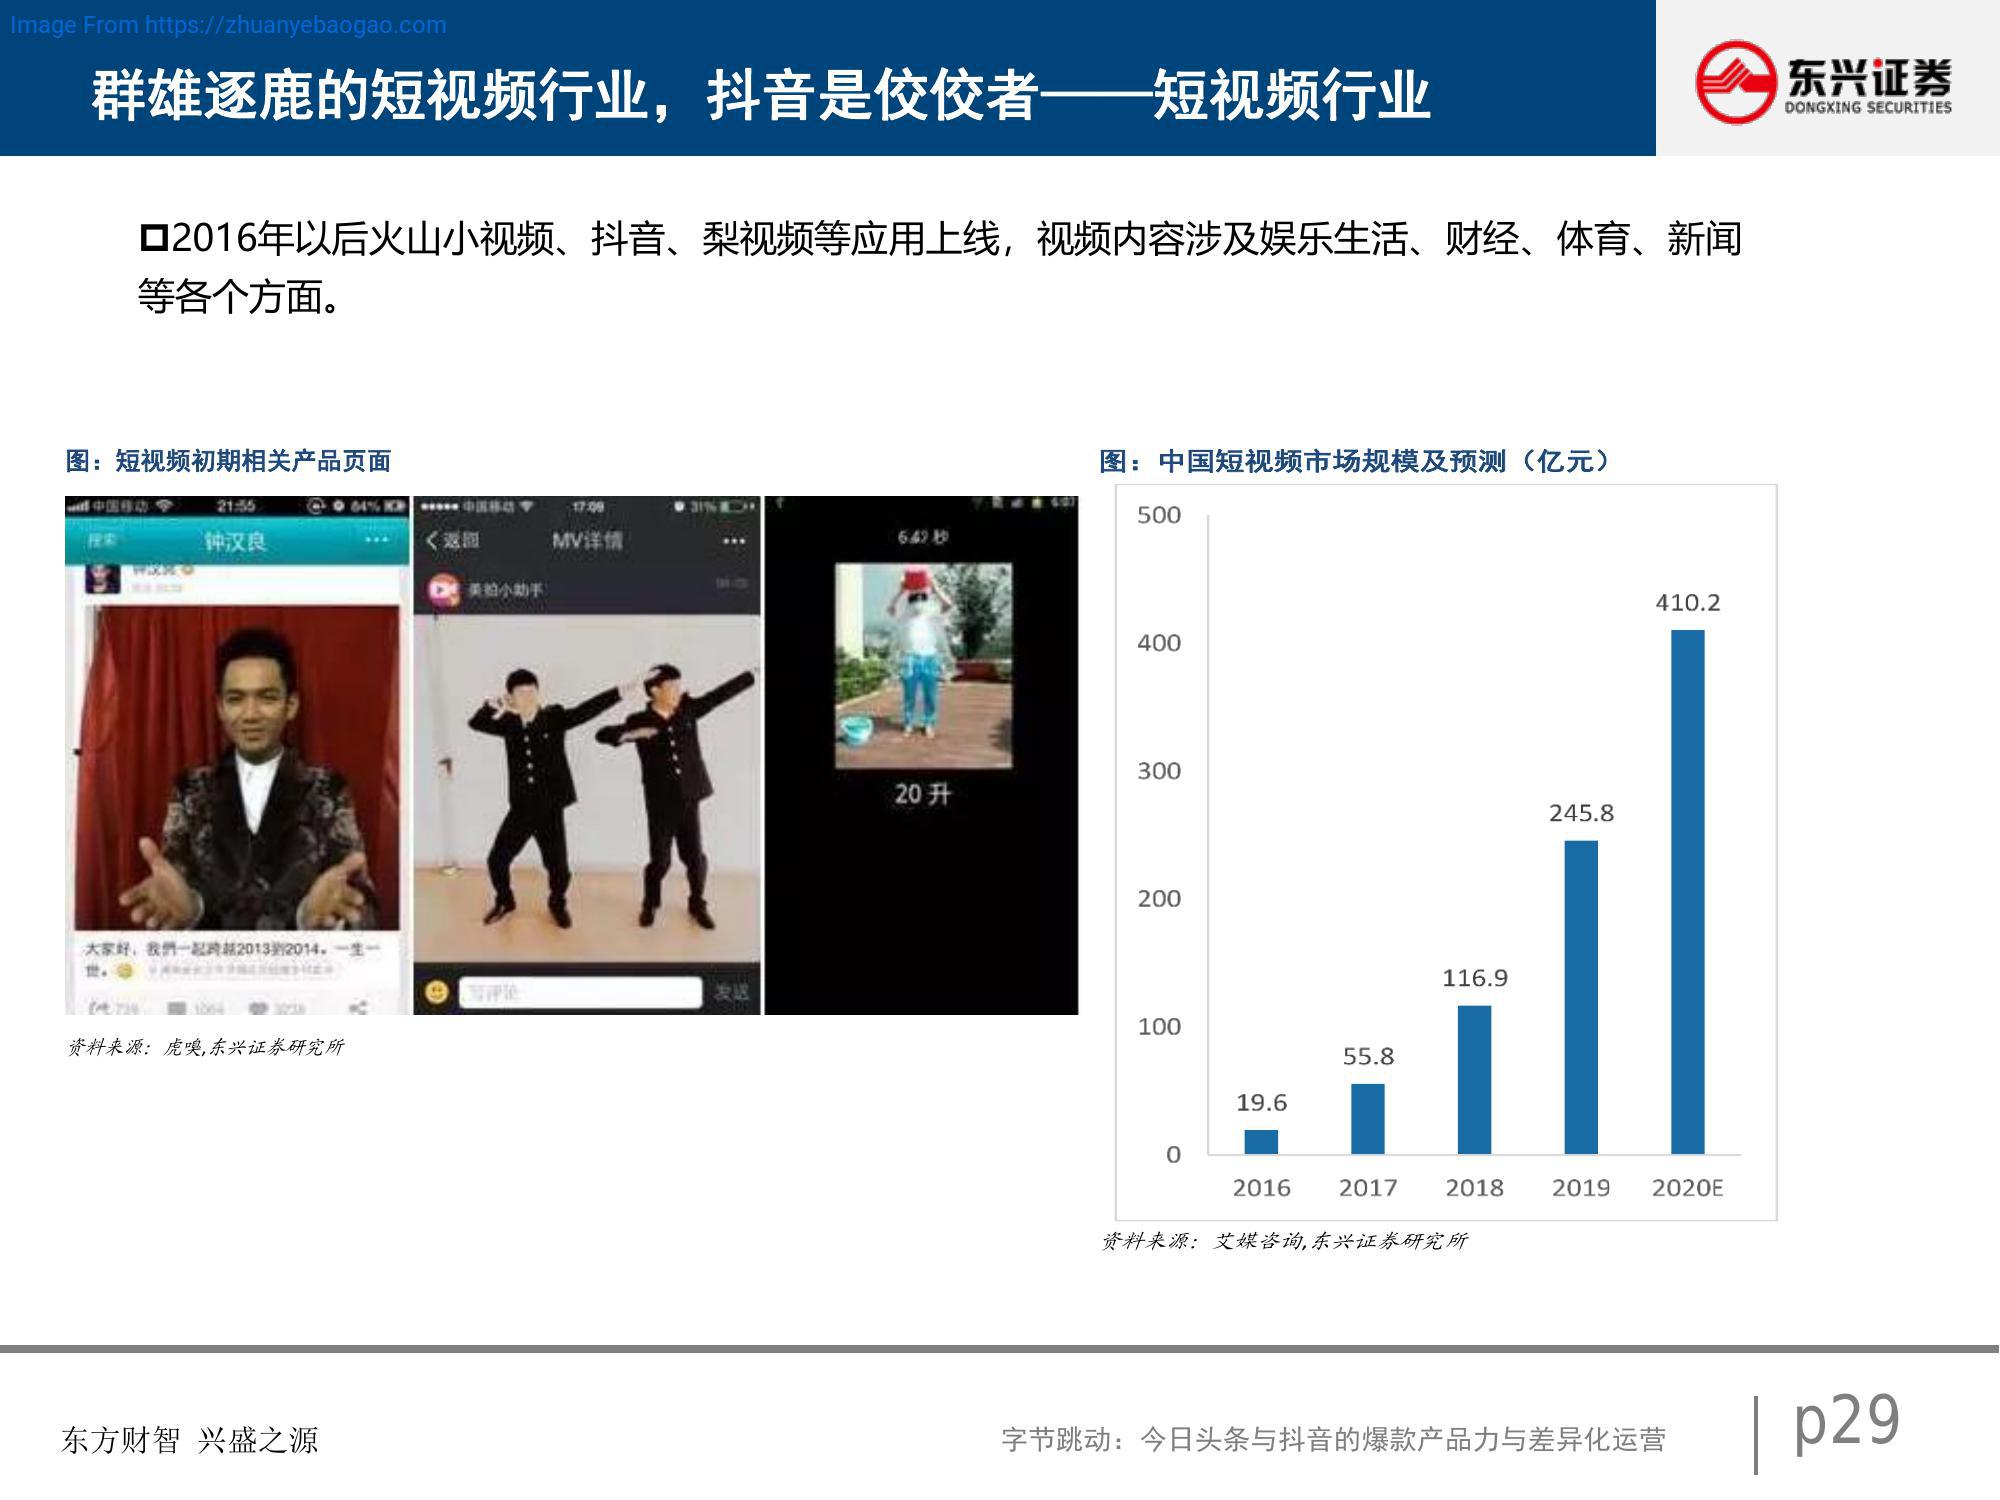 Image From https://zhuanyebaogao.com
群雄逐鹿的短视频行业，抖音是佼佼者——短视频行业
东兴证券
DONGXING SECURITIES
2016年以后火山小视频、抖音、梨视频等应用上线，视频内容涉及娱乐生活、财经、体育、新闻
等各个方面。
图：短视频初期相关产品页面
中国移动 21:55 84%
搜索 钟汉良
钟汉良
大家好，我們一起跨越2013到2014。一生一
世。
中国移动 17:09 31%
返回 MV详情
美拍小助手
写评论 发送
6.47 秒
20 升
资料来源：虎嗅,东兴证券研究所
图：中国短视频市场规模及预测（亿元）
500
400
300
200
100
0
19.6
55.8
116.9
245.8
410.2
2016 2017 2018 2019 2020E
资料来源：艾媒咨询,东兴证券研究所
东方财智 兴盛之源
字节跳动：今日头条与抖音的爆款产品力与差异化运营
p29